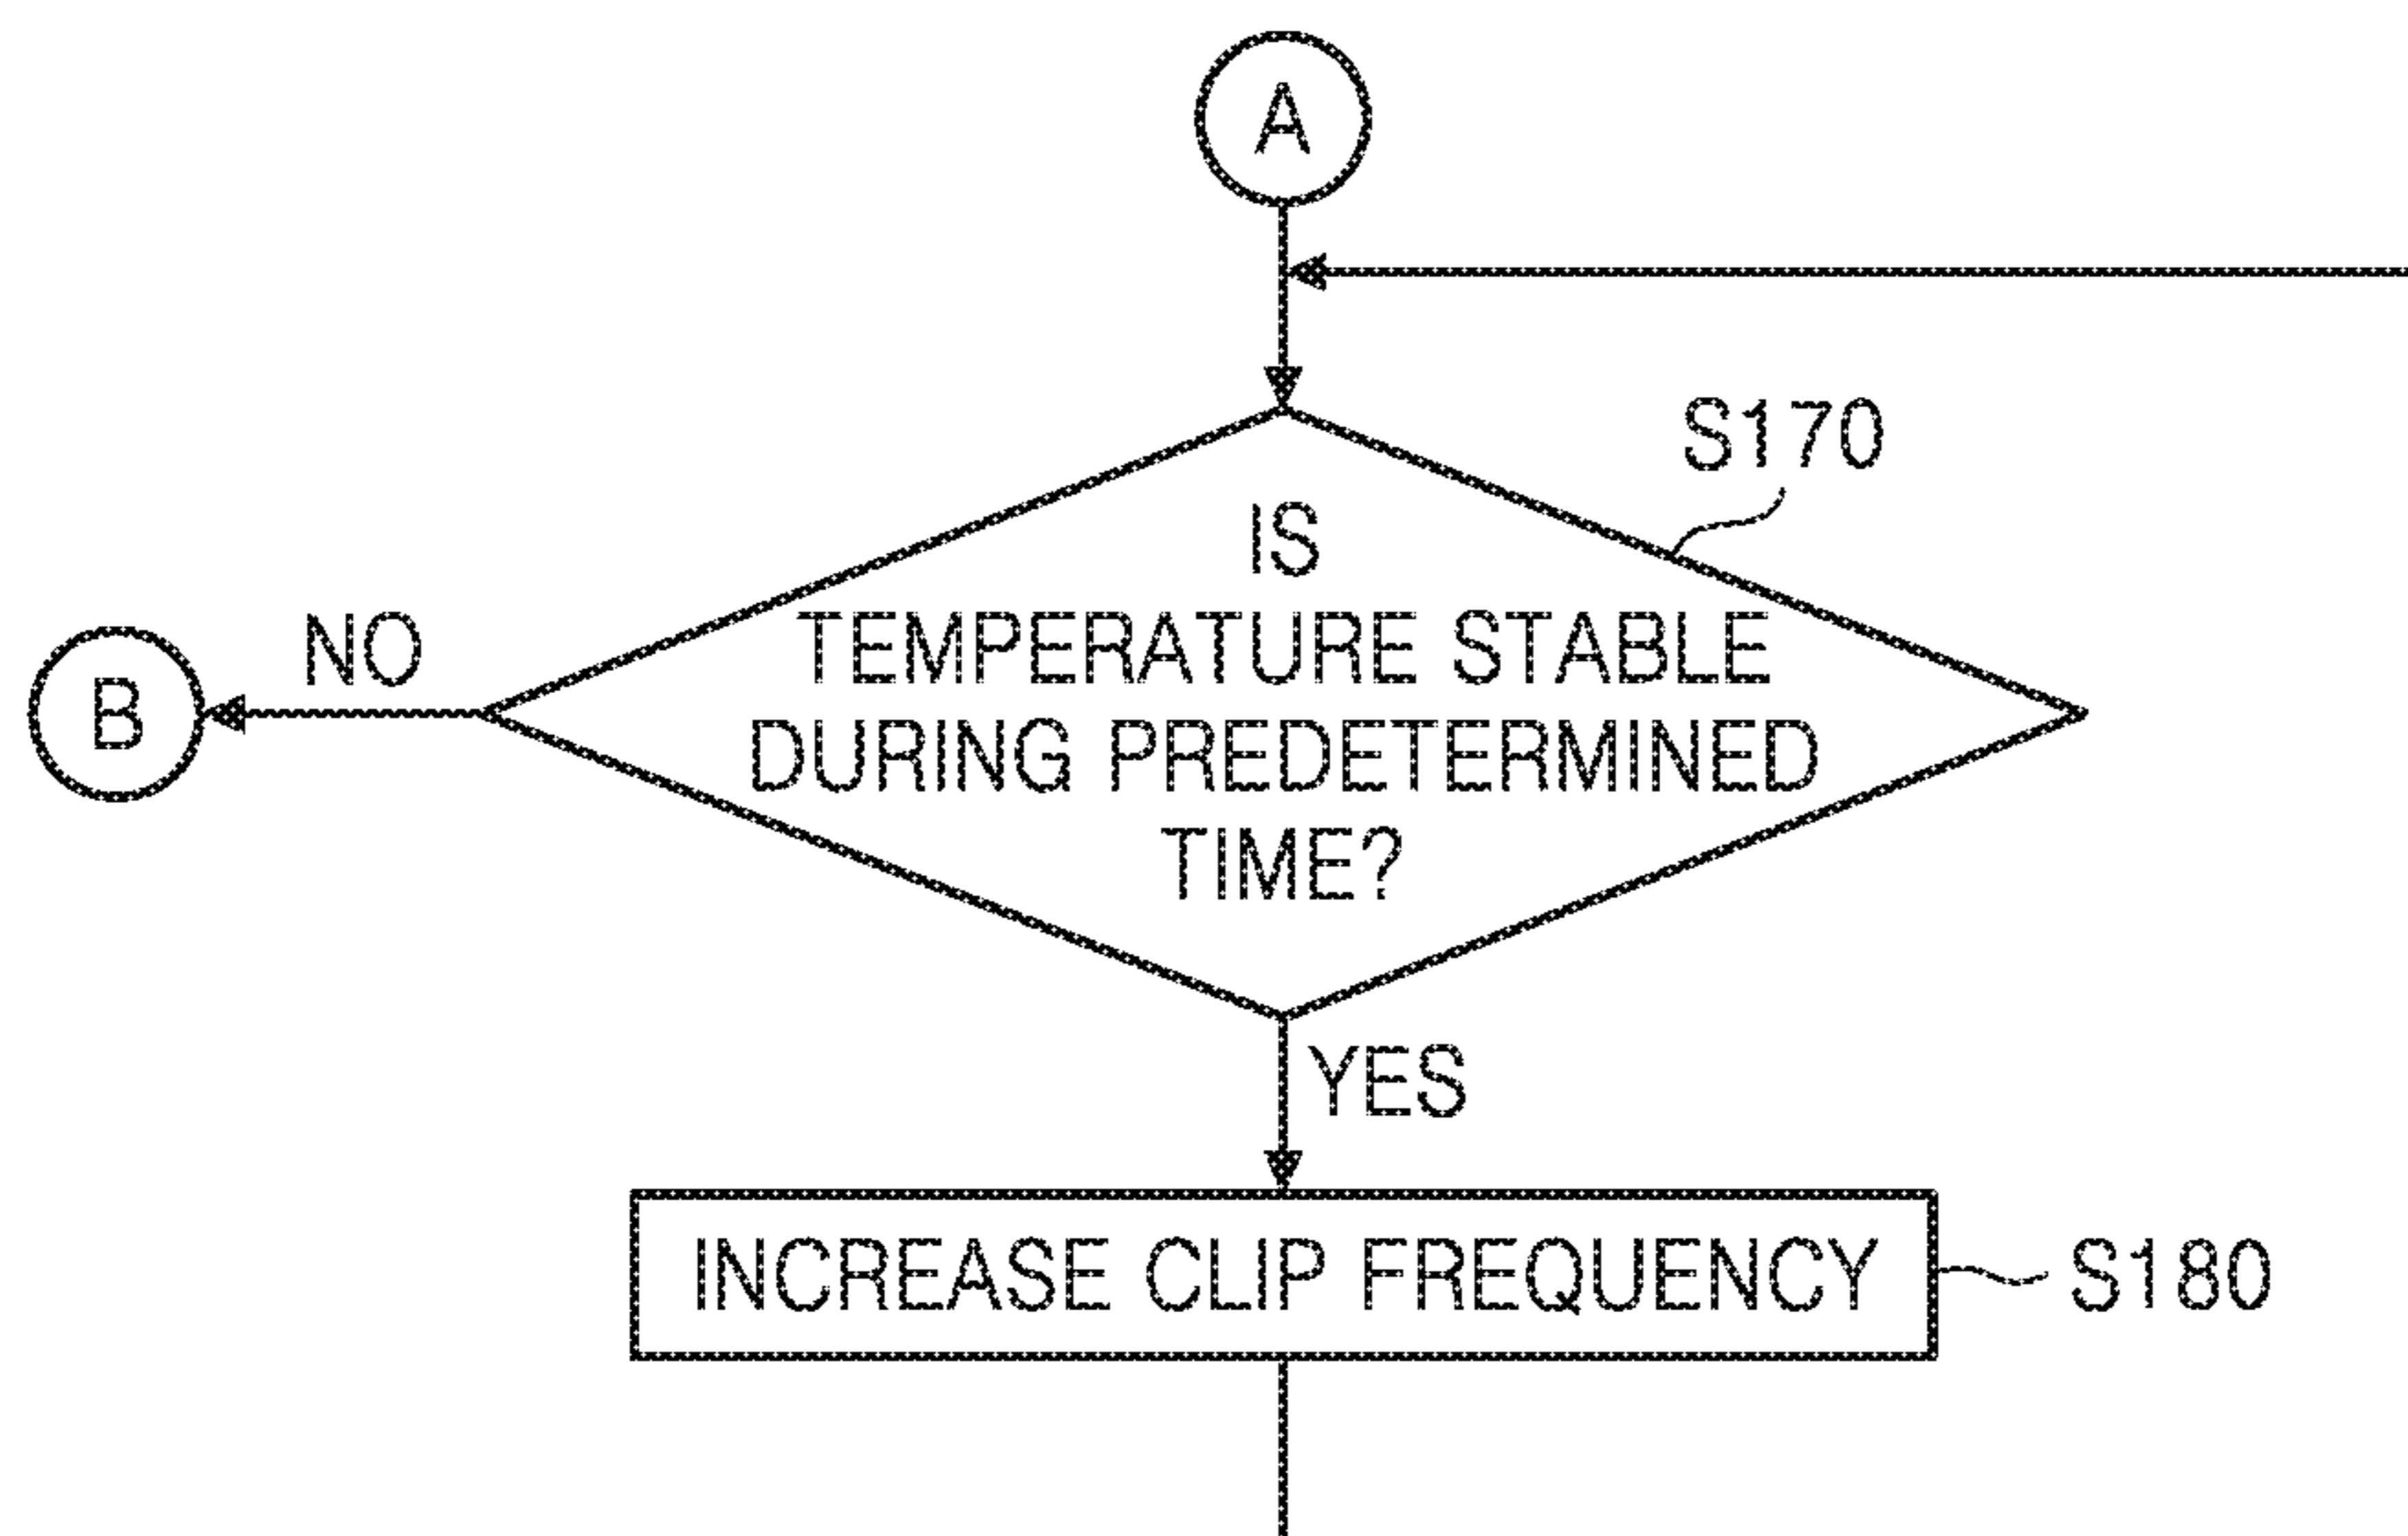 A
S170
IS
TEMPERATURE STABLE
DURING PREDETERMINED
TIME?
NO
B
YES
INCREASE CLIP FREQUENCY
S180